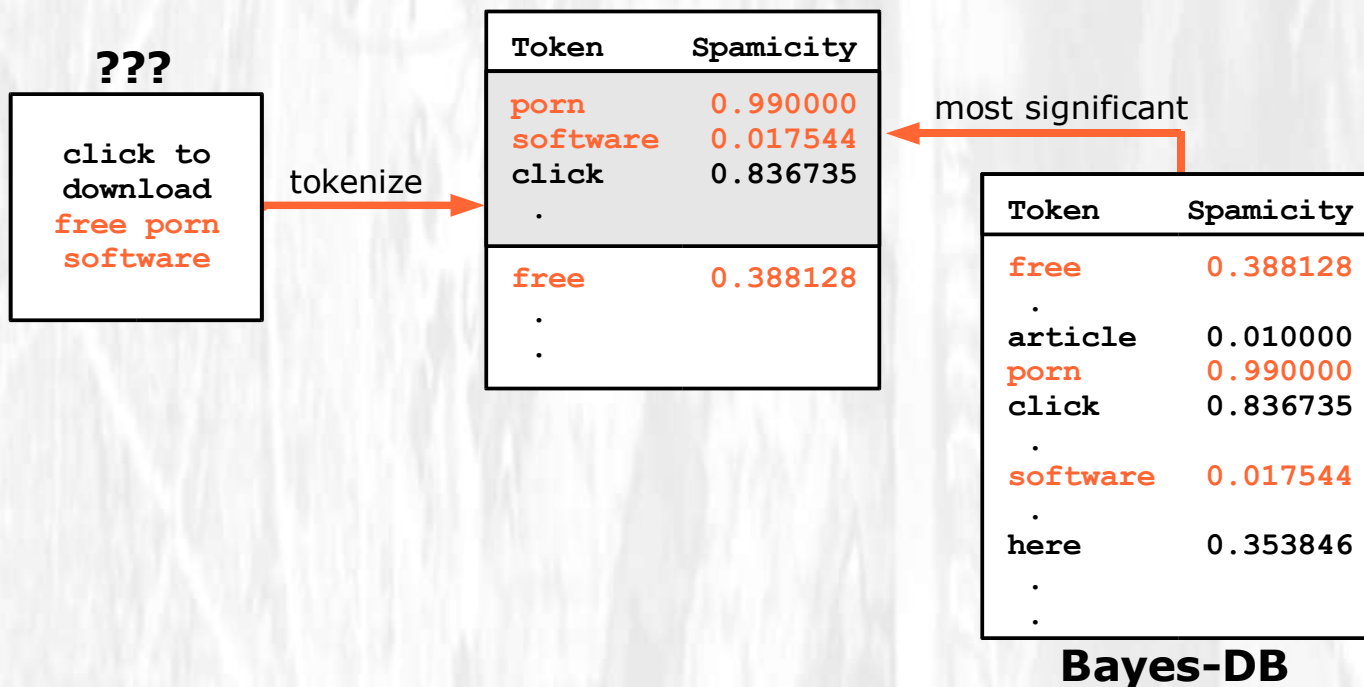 ???
click to
download
free porn
software
tokenize
Token Spamicity
porn 0.990000
software 0.017544
click 0.836735
.
free 0.388128
.
.
most significant
Token Spamicity
free 0.388128
.
article 0.010000
porn 0.990000
click 0.836735
.
software 0.017544
.
here 0.353846
.
.
Bayes-DB